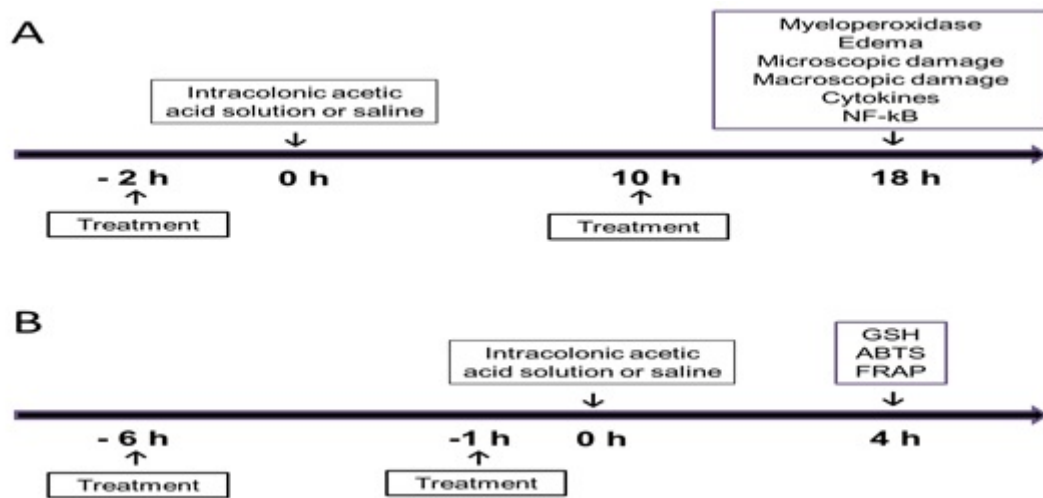 A
Myeloperoxidase
Edema
Microscopic damage
Macroscopic damage
Cytokines
NF-kB
Intracolonic acetic
acid solution or saline
- 2 h
0 h
10 h
18 h
Treatment
Treatment
B
Intracolonic acetic
acid solution or saline
GSH
ABTS
FRAP
- 6 h
-1 h
0 h
4 h
Treatment
Treatment